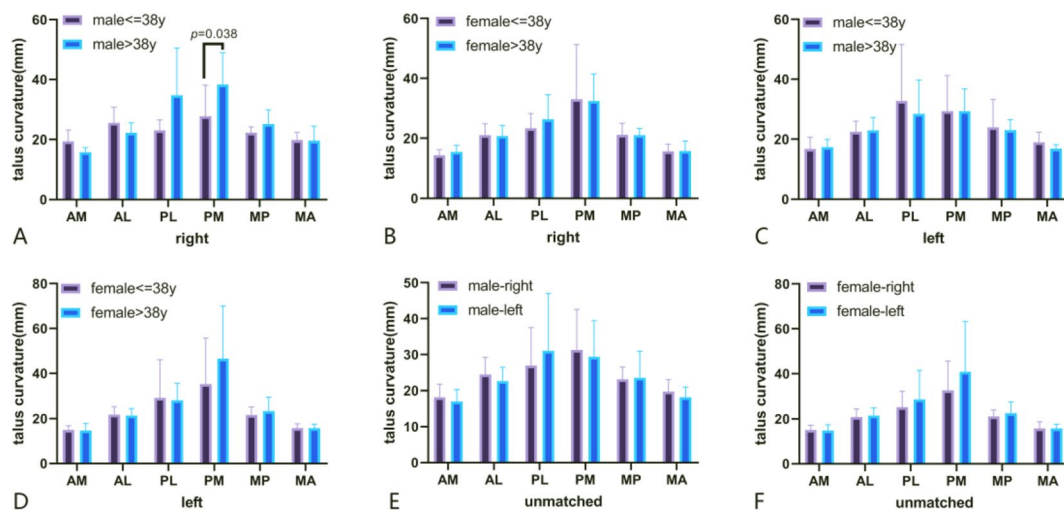 60
40
20
0
talus curvature(mm)
male<=38y
male>38y
p=0.038
AM AL PL PM MP MA
right
A
60
40
20
0
talus curvature(mm)
female<=38y
female>38y
AM AL PL PM MP MA
right
B
60
40
20
0
talus curvature(mm)
male<=38y
male>38y
AM AL PL PM MP MA
left
C
80
60
40
20
0
talus curvature(mm)
female<=38y
female>38y
AM AL PL PM MP MA
left
D
50
40
30
20
10
0
talus curvature(mm)
male-right
male-left
AM AL PL PM MP MA
unmatched
E
80
60
40
20
0
talus curvature(mm)
female-right
female-left
AM AL PL PM MP MA
unmatched
F